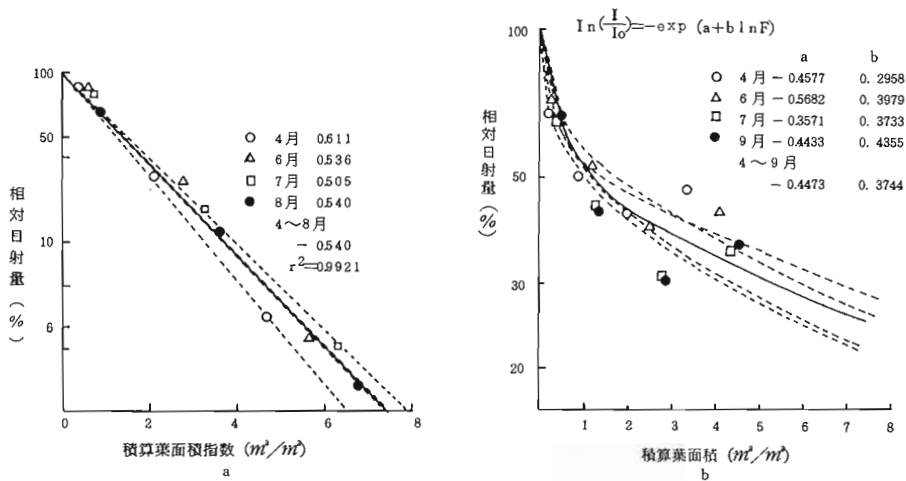 100
50
10
6
相対日射量(%)
0 2 4 6 8
積算葉面積指数 (m²/m²)
a
○ 4月 0.611
△ 6月 0.536
□ 7月 0.505
● 8月 0.540
4〜8月
－0.540
r²＝0.9921
ln(I/Io)＝－exp (a+b lnF)
a b
○ 4月－0.4577 0.2958
△ 6月－0.5682 0.3979
□ 7月－0.3571 0.3733
● 9月－0.4433 0.4355
4〜9月
－0.4473 0.3744
100
50
30
20
相対日射量(%)
1 2 3 4 5 6 7 8
積算葉面積 (m²/m²)
b